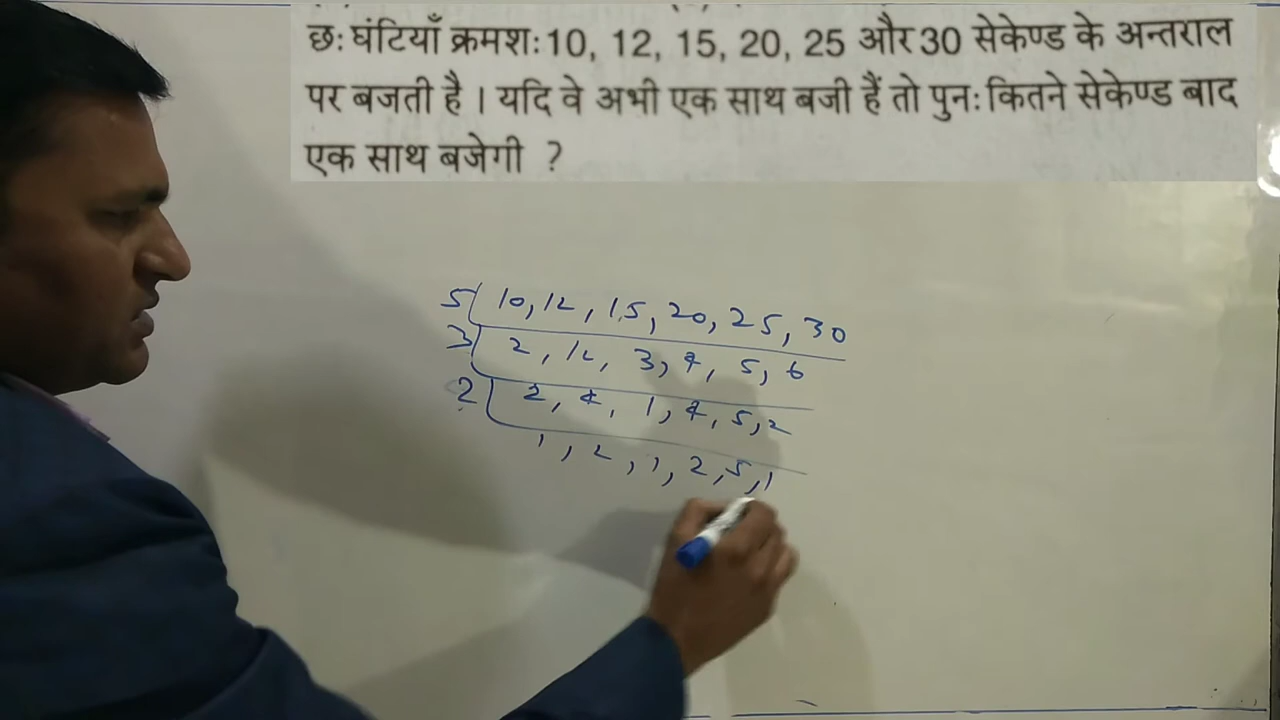 छः घंटियाँ क्रमशः 10, 12, 15, 20, 25 और 30 सेकेण्ड के अन्तराल
पर बजती है । यदि वे अभी एक साथ बजी हैं तो पुनः कितने सेकेण्ड बाद
एक साथ बजेगी ?
5 10, 12, 15, 20, 25, 30
3 2, 12, 3, 4, 5, 6
2 2, 4, 1, 4, 5, 2
1, 2, 1, 2, 5, 1